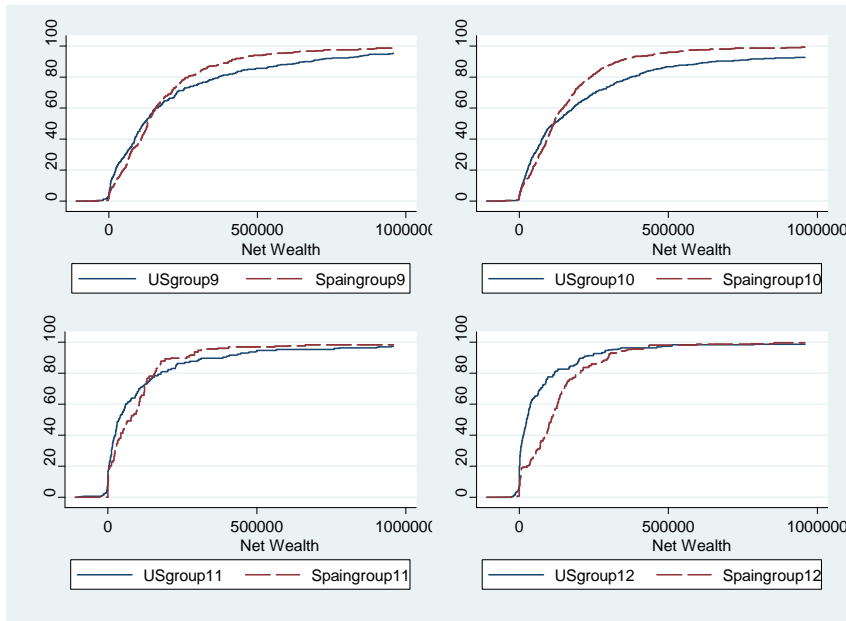 100
80
60
40
20
0
0 500000 1000000
Net Wealth
USgroup9 Spaingroup9
100
80
60
40
20
0
0 500000 1000000
Net Wealth
USgroup10 Spaingroup10
100
80
60
40
20
0
0 500000 1000000
Net Wealth
USgroup11 Spaingroup11
100
80
60
40
20
0
0 500000 1000000
Net Wealth
USgroup12 Spaingroup12